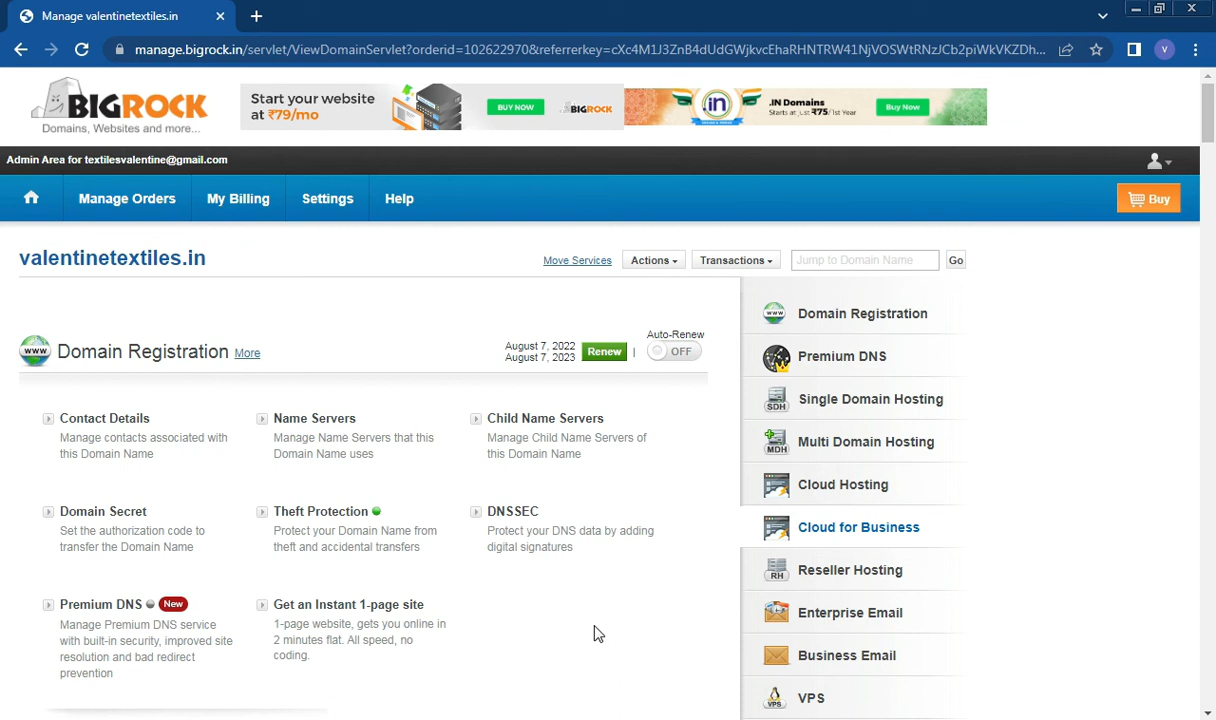 Manage valentinetextiles.in
manage.bigrock.in/servlet/ViewDomainServlet?orderid=102622970&referrerkey=cXc4M1J3ZnB4dUdGWjkvcEhaRHNTRW41NjVOSWtRNzJCb2piWkVKZDh...
V
BIGROCK
Domains, Websites and more...
Start your website
at ₹79/mo
BUY NOW
BIGROCK
.in
.IN Domains
Starts at just ₹75/1st Year
Buy Now
Admin Area for textilesvalentine@gmail.com
Manage Orders
My Billing
Settings
Help
Buy
valentinetextiles.in
Move Services
Actions
Transactions
Jump to Domain Name
Go
www
Domain Registration More
August 7, 2022
August 7, 2023
Renew
|
Auto-Renew
OFF
Contact Details
Manage contacts associated with
this Domain Name
Name Servers
Manage Name Servers that this
Domain Name uses
Child Name Servers
Manage Child Name Servers of
this Domain Name
Domain Secret
Set the authorization code to
transfer the Domain Name
Theft Protection
Protect your Domain Name from
theft and accidental transfers
DNSSEC
Protect your DNS data by adding
digital signatures
Premium DNS New
Manage Premium DNS service
with built-in security, improved site
resolution and bad redirect
prevention
Get an Instant 1-page site
1-page website, gets you online in
2 minutes flat. All speed, no
coding.
www Domain Registration
Premium DNS
SDH Single Domain Hosting
MDH Multi Domain Hosting
Cloud Hosting
Cloud for Business
RH Reseller Hosting
Enterprise Email
Business Email
VPS VPS